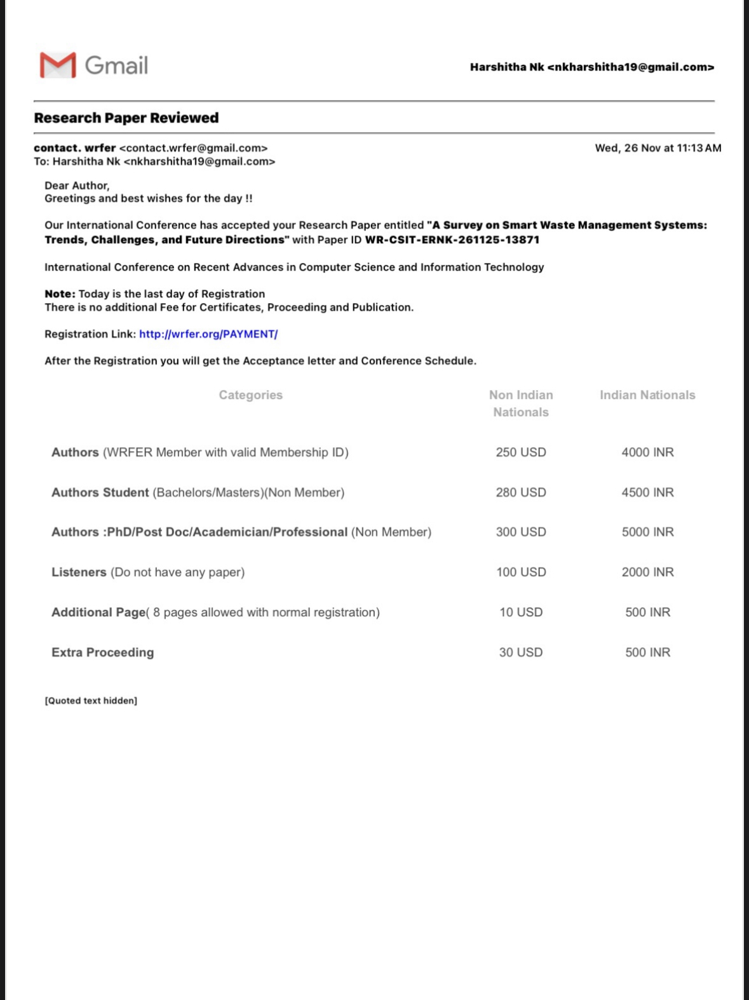 Gmail
Harshitha Nk <nkharshitha19@gmail.com>
Research Paper Reviewed
contact. wrfer <contact.wrfer@gmail.com>
Wed, 26 Nov at 11:13 AM
To: Harshitha Nk <nkharshitha19@gmail.com>
Dear Author,
Greetings and best wishes for the day !!
Our International Conference has accepted your Research Paper entitled "A Survey on Smart Waste Management Systems:
Trends, Challenges, and Future Directions" with Paper ID WR-CSIT-ERNK-261125-13871
International Conference on Recent Advances in Computer Science and Information Technology
Note: Today is the last day of Registration
There is no additional Fee for Certificates, Proceeding and Publication.
Registration Link: http://wrfer.org/PAYMENT/
After the Registration you will get the Acceptance letter and Conference Schedule.
Categories Non Indian Nationals Indian Nationals
Authors (WRFER Member with valid Membership ID) 250 USD 4000 INR
Authors Student (Bachelors/Masters)(Non Member) 280 USD 4500 INR
Authors :PhD/Post Doc/Academician/Professional (Non Member) 300 USD 5000 INR
Listeners (Do not have any paper) 100 USD 2000 INR
Additional Page( 8 pages allowed with normal registration) 10 USD 500 INR
Extra Proceeding 30 USD 500 INR
[Quoted text hidden]